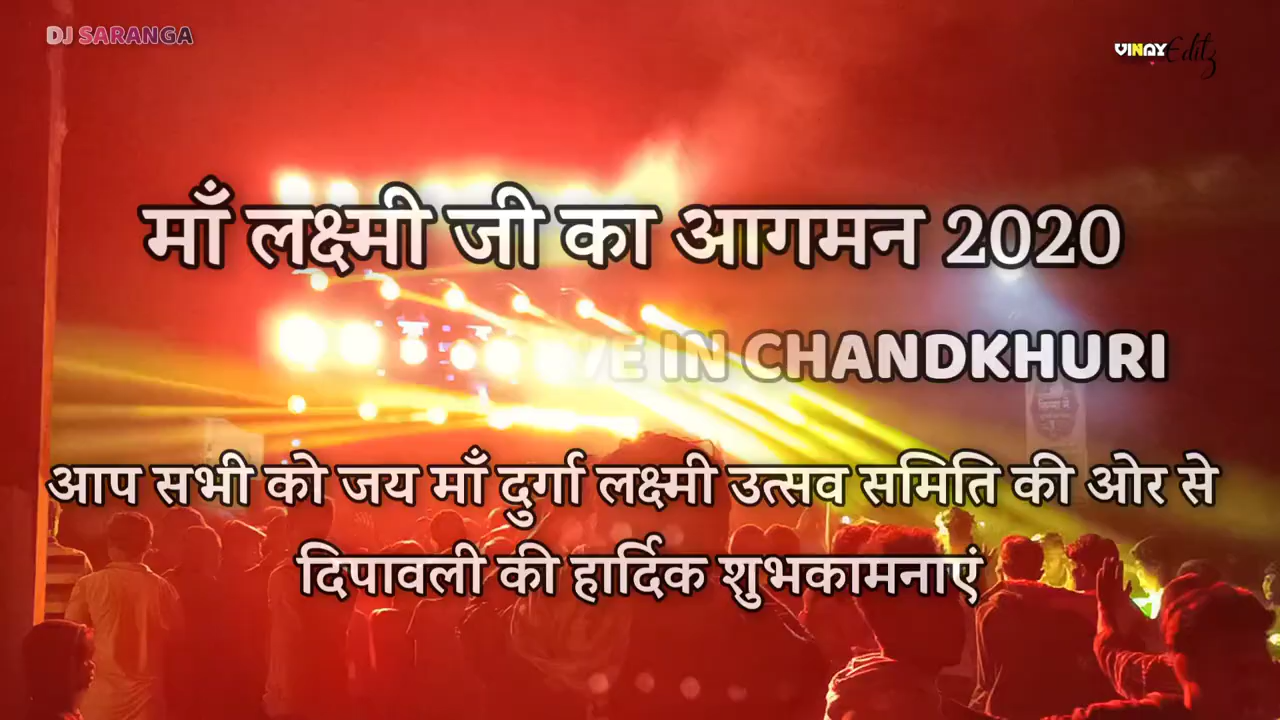 DJ SARANGA
VINAY Editz
माँ लक्ष्मी जी का आगमन 2020
IN CHANDKHURI
आप सभी को जय माँ दुर्गा लक्ष्मी उत्सव समिति की ओर से
दिपावली की हार्दिक शुभकामनाएं